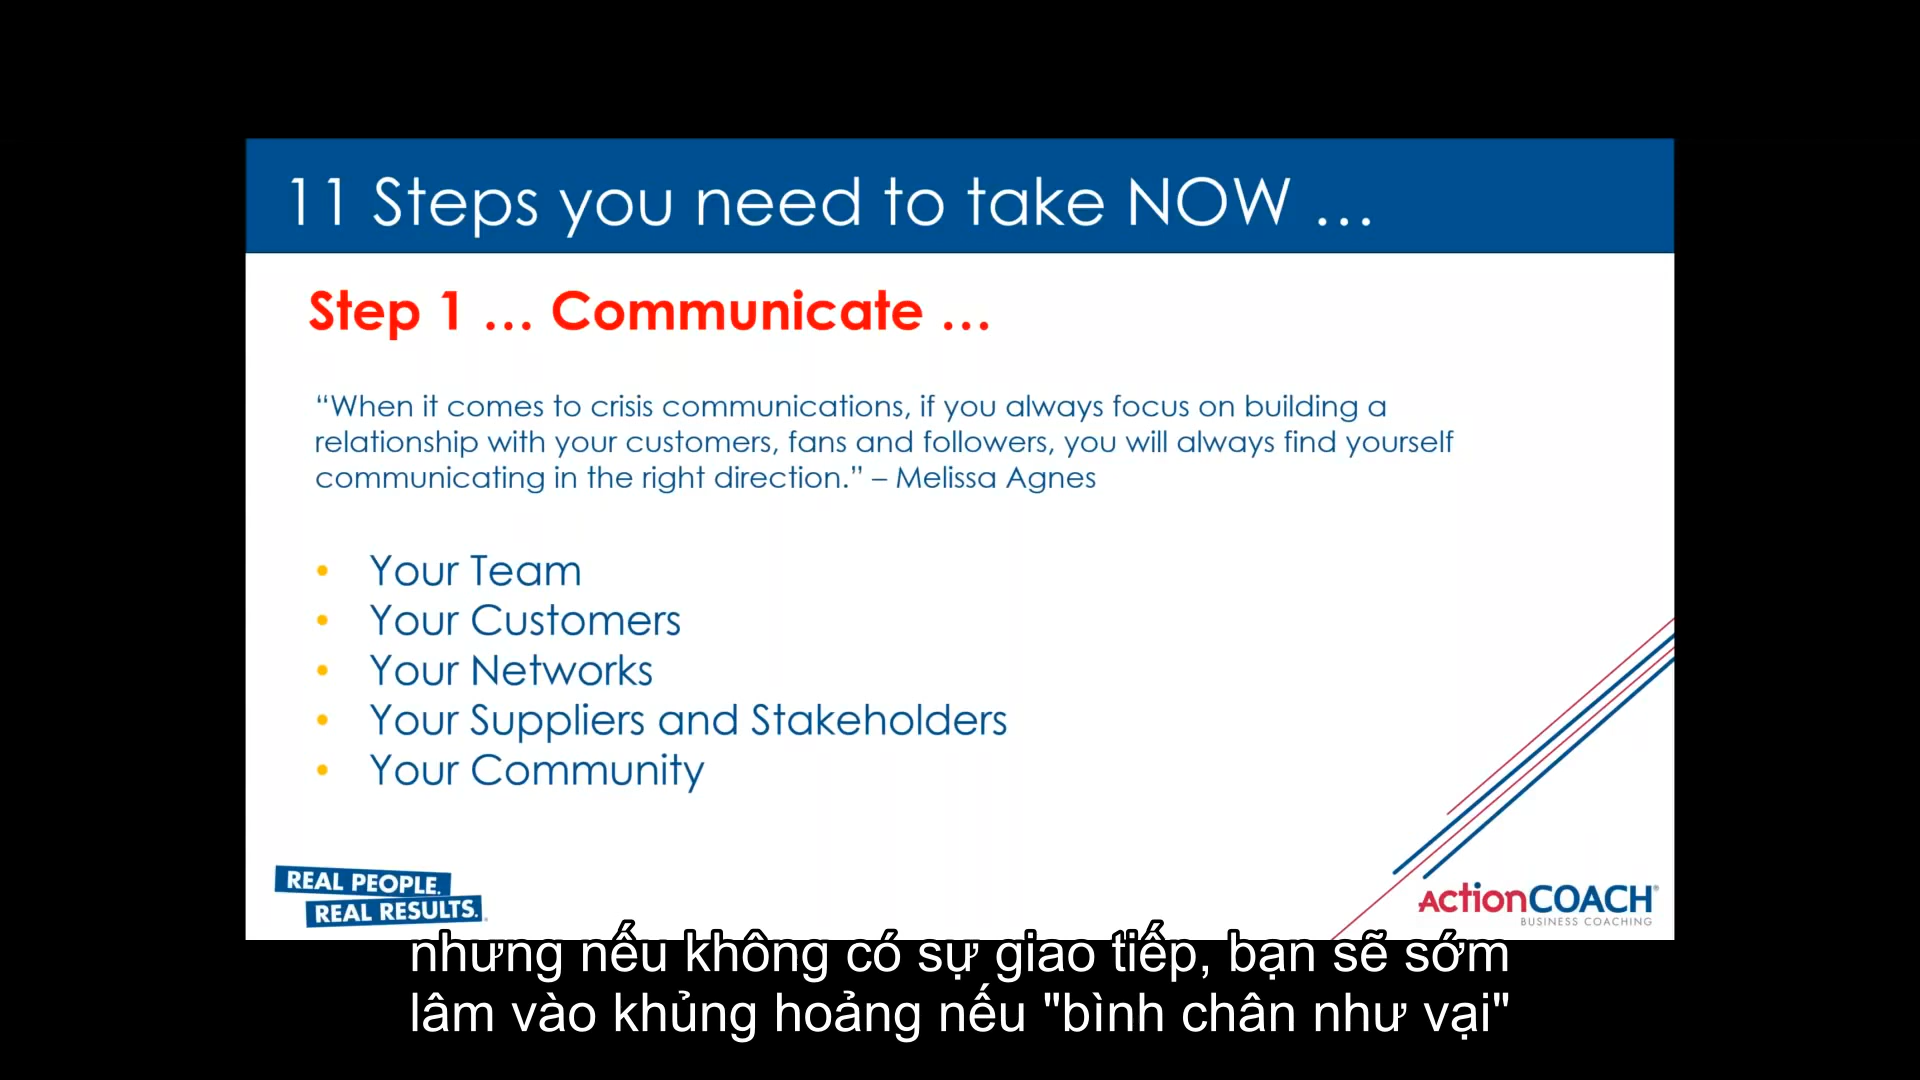 11 Steps you need to take NOW ...
Step 1 ... Communicate ...
“When it comes to crisis communications, if you always focus on building a
relationship with your customers, fans and followers, you will always find yourself
communicating in the right direction.” – Melissa Agnes
• Your Team
• Your Customers
• Your Networks
• Your Suppliers and Stakeholders
• Your Community
REAL PEOPLE.
REAL RESULTS.
ActionCOACH®
BUSINESS COACHING
nhưng nếu không có sự giao tiếp, bạn sẽ sớm
lâm vào khủng hoảng nếu "bình chân như vại"